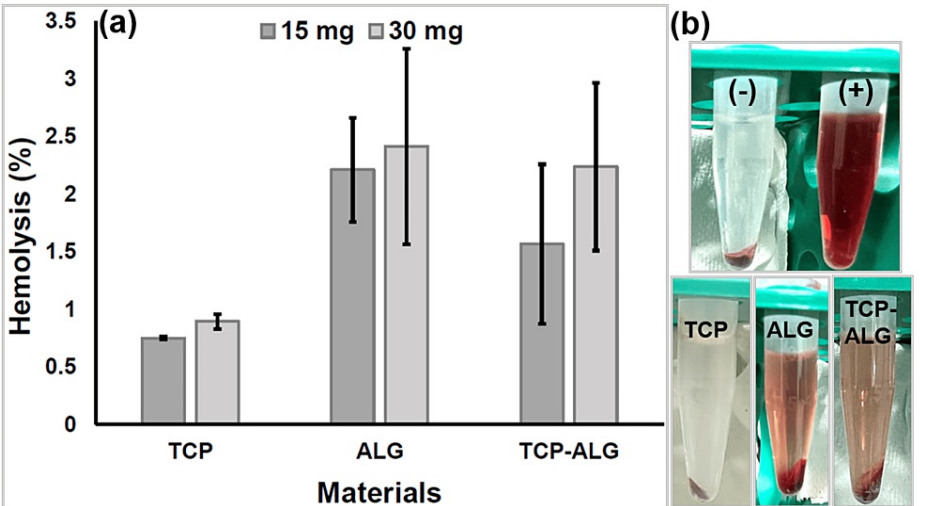 (a)
15 mg
30 mg
Hemolysis (%)
3.5
3
2.5
2
1.5
1
0.5
0
TCP
ALG
TCP-ALG
Materials
(b)
(-)
(+)
TCP
ALG
TCP-
ALG